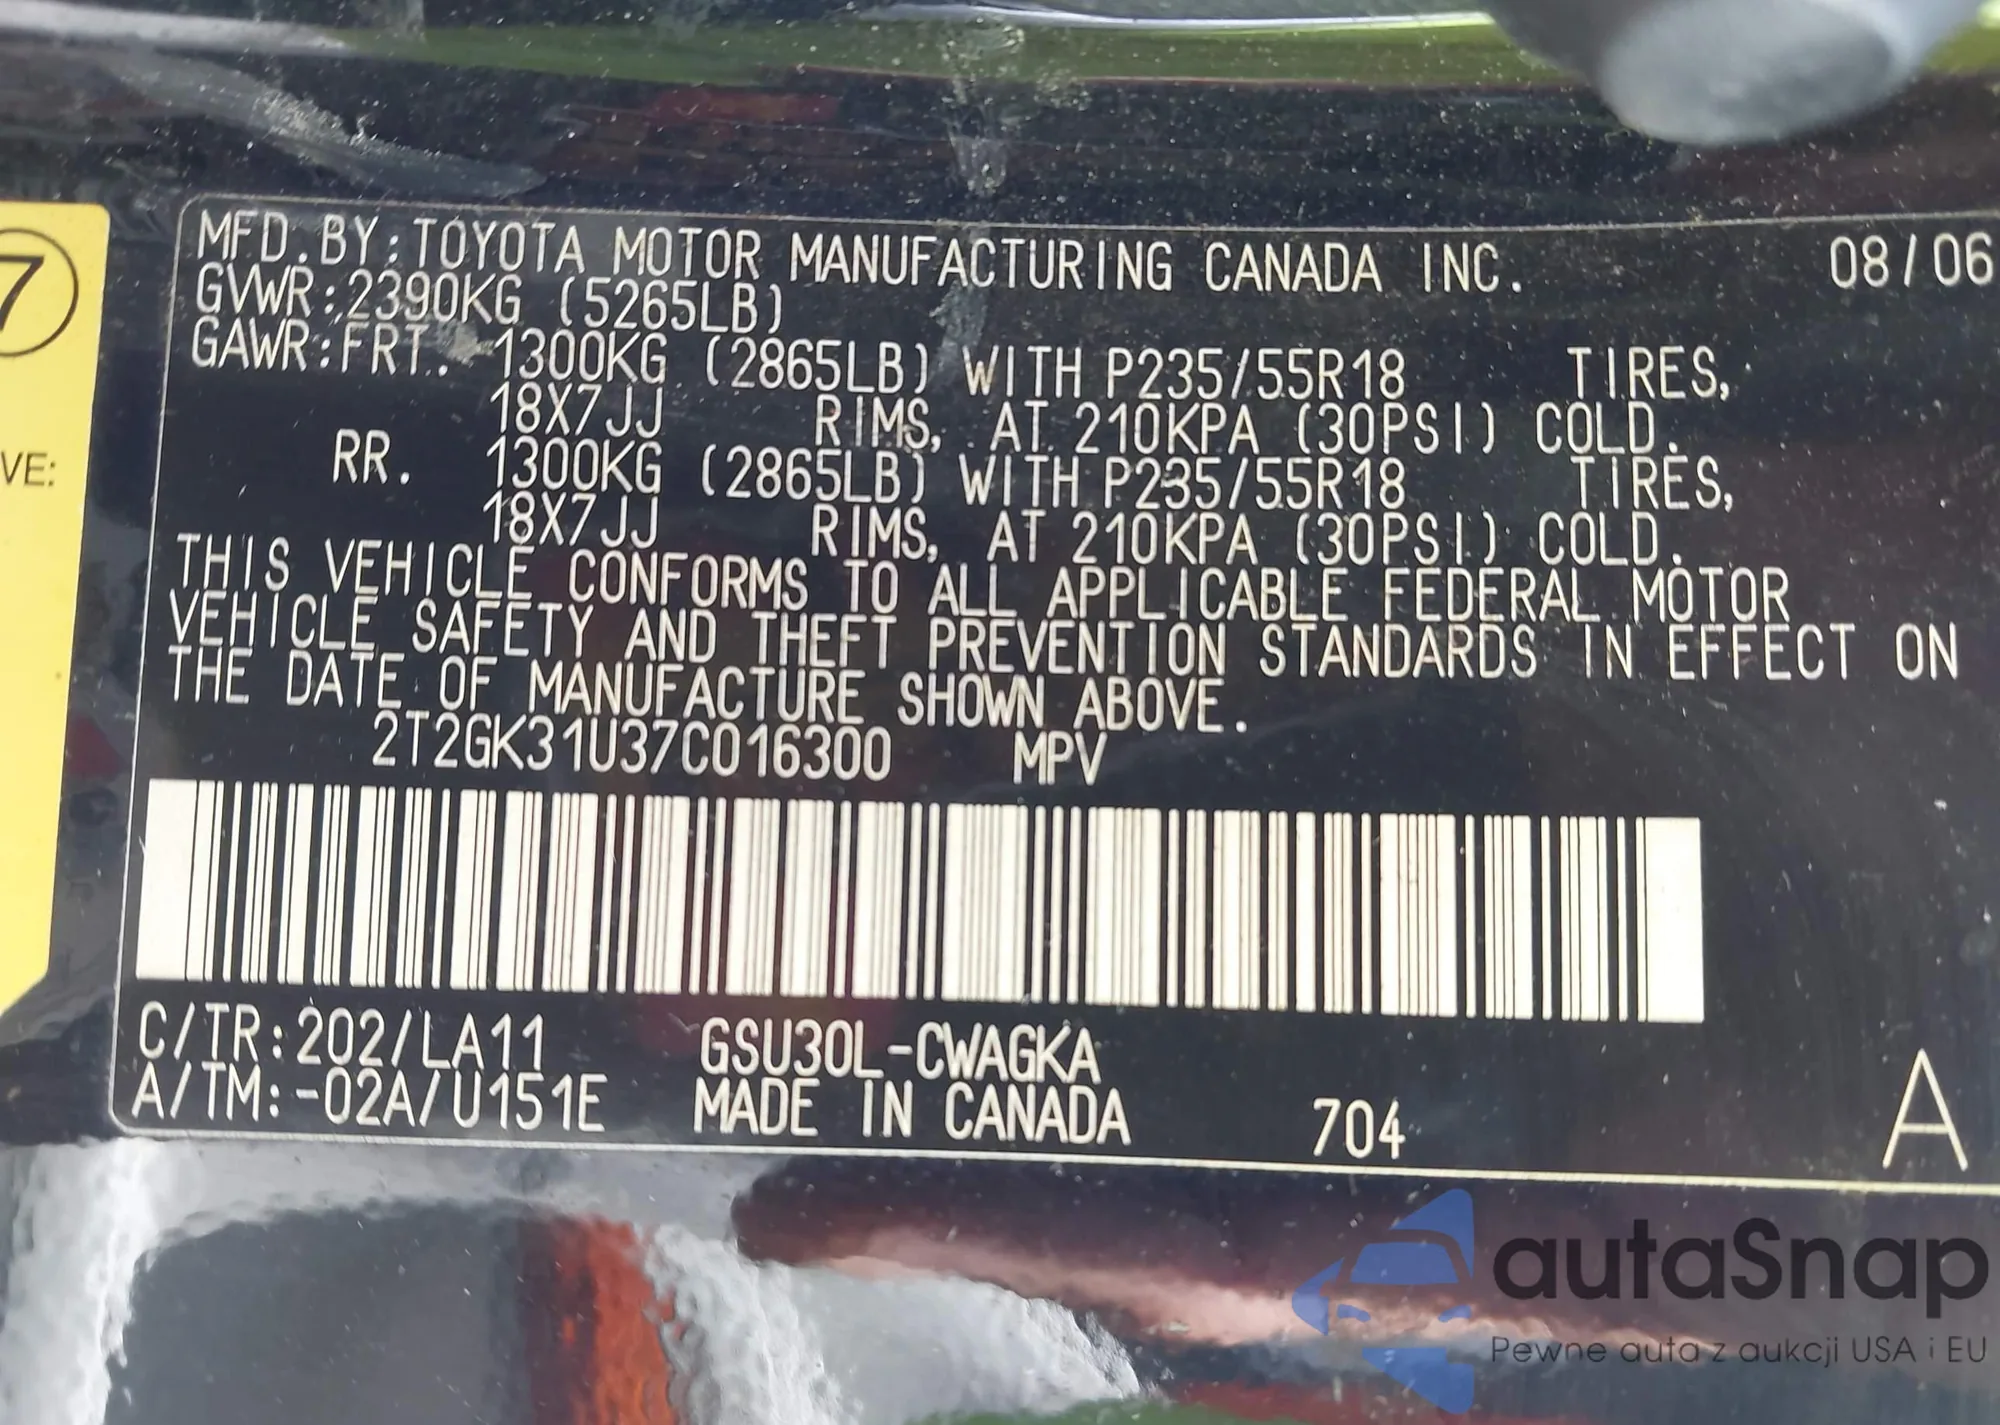 7
VE:
MFD.BY:TOYOTA MOTOR MANUFACTURING CANADA INC. 08/06
GVWR:2390KG (5265LB)
GAWR:FRT. 1300KG (2865LB) WITH P235/55R18 TIRES,
18X7JJ RIMS, AT 210KPA (30PSI) COLD.
RR. 1300KG (2865LB) WITH P235/55R18 TIRES,
18X7JJ RIMS, AT 210KPA (30PSI) COLD.
THIS VEHICLE CONFORMS TO ALL APPLICABLE FEDERAL MOTOR
VEHICLE SAFETY AND THEFT PREVENTION STANDARDS IN EFFECT ON
THE DATE OF MANUFACTURE SHOWN ABOVE.
2T2GK31U37C016300 MPV
C/TR:202/LA11 GSU30L-CWAGKA
A/TM:-02A/U151E MADE IN CANADA 704 A
autaSnap
Pewne auta z aukcji USA i EU